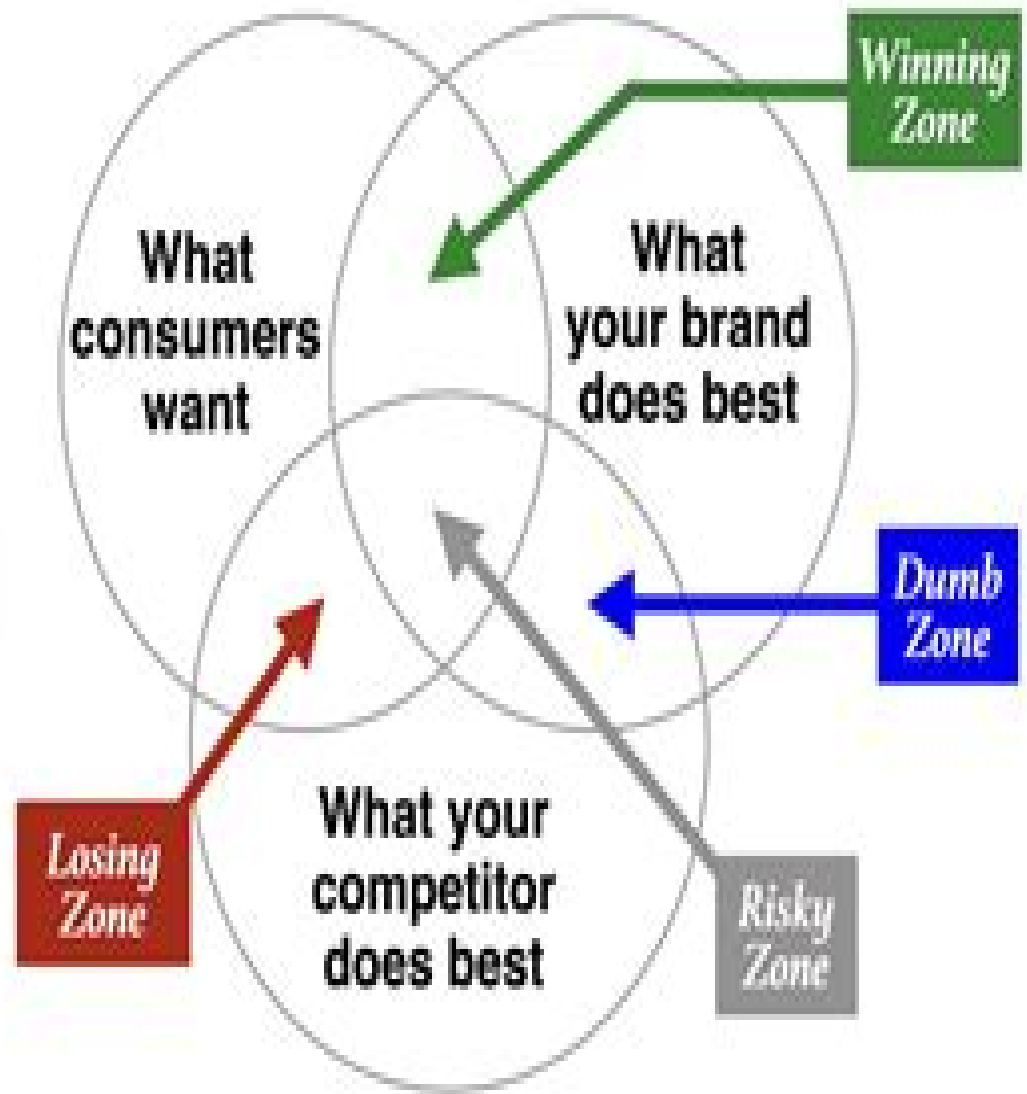 Winning
Zone
What
consumers
want
What
your brand
does best
Dumb
Zone
Losing
Zone
What your
competitor
does best
Risky
Zone